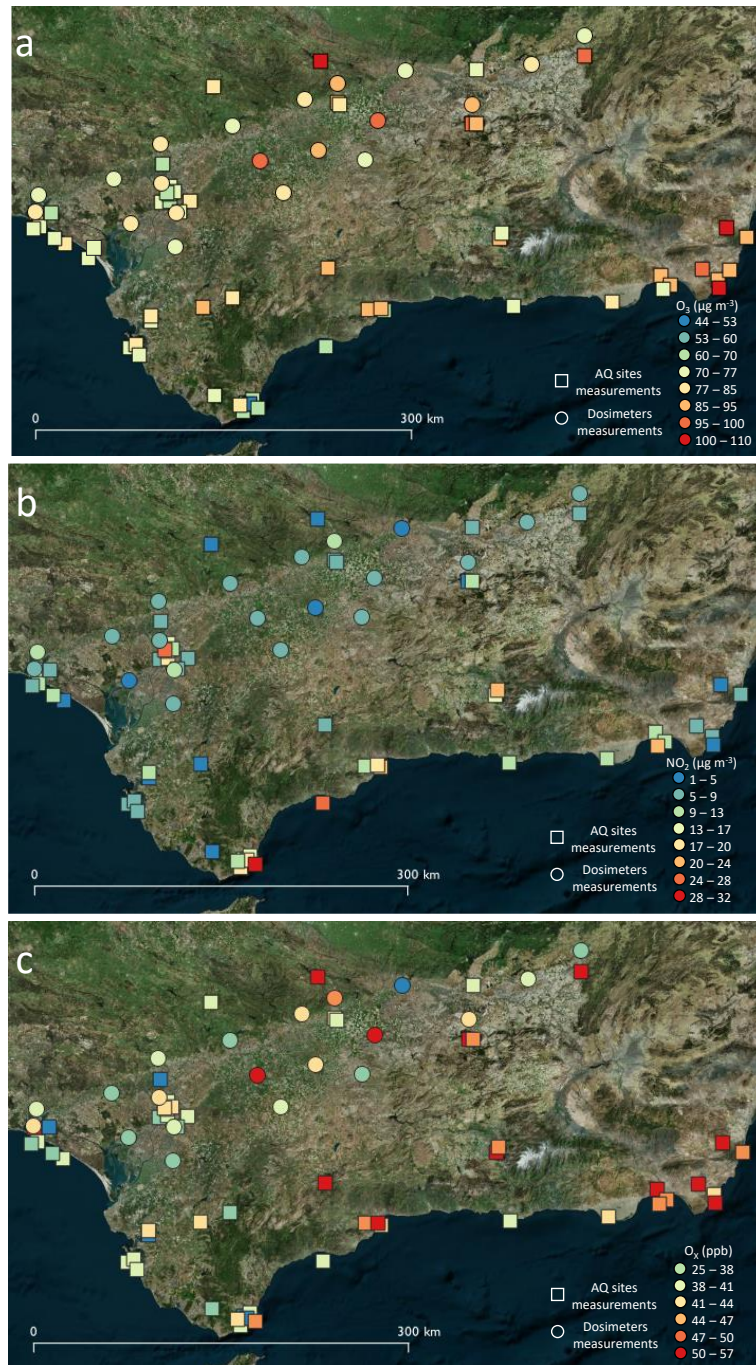 a
O₃ (µg m⁻³)
44 – 53
53 – 60
60 – 70
70 – 77
77 – 85
85 – 95
95 – 100
100 – 110
AQ sites
measurements
Dosimeters
measurements
0
300 km
b
NO₂ (µg m⁻³)
1 – 5
5 – 9
9 – 13
13 – 17
17 – 20
20 – 24
24 – 28
28 – 32
AQ sites
measurements
Dosimeters
measurements
0
300 km
c
Oₓ (ppb)
25 – 38
38 – 41
41 – 44
44 – 47
47 – 50
50 – 57
AQ sites
measurements
Dosimeters
measurements
0
300 km